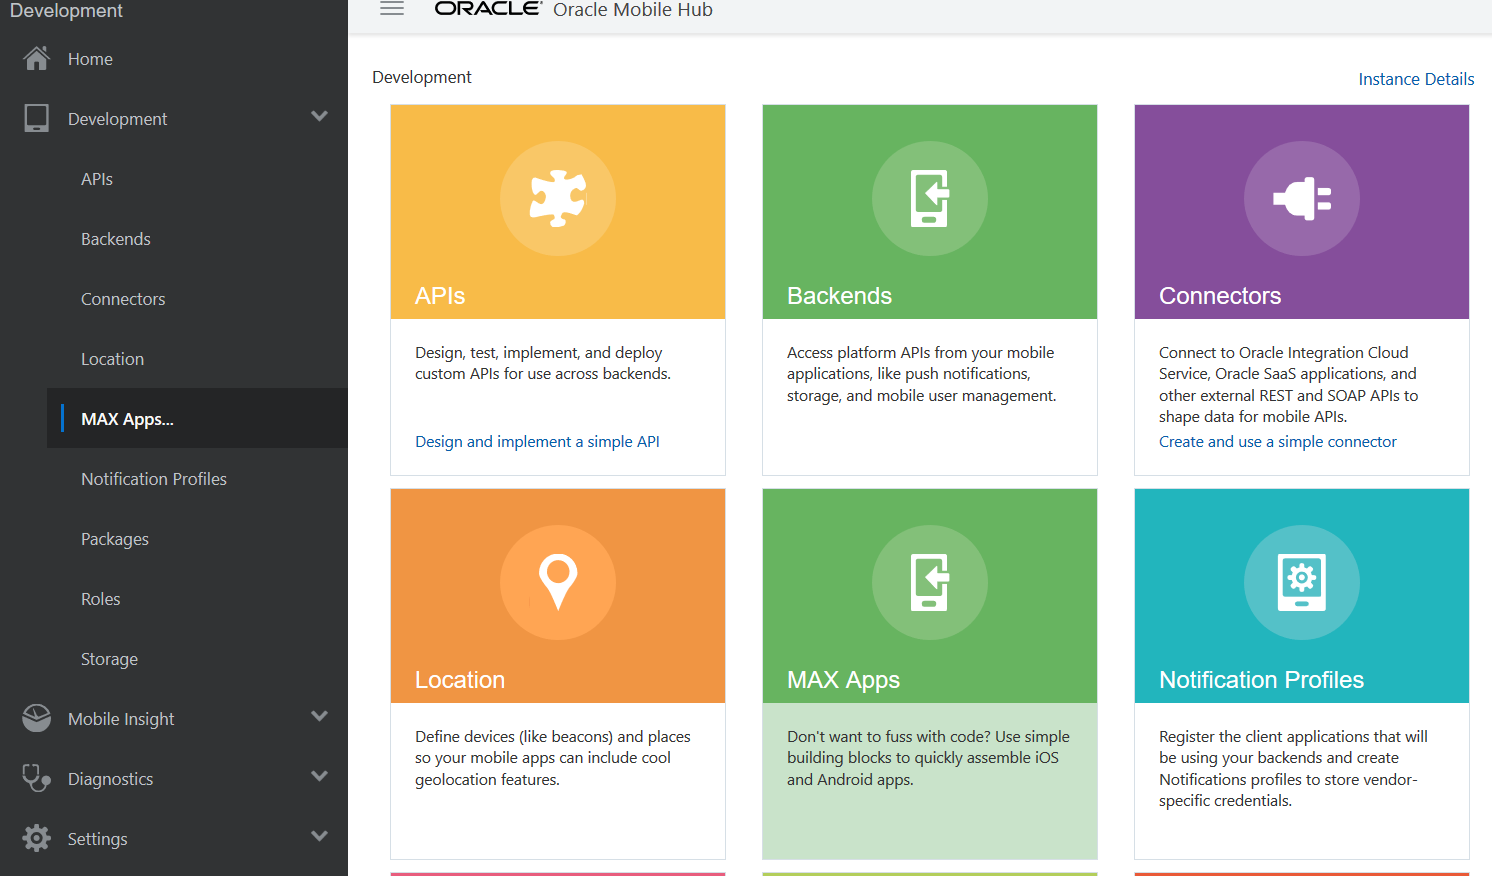 Development
Home
Development
APIs
Backends
Connectors
Location
MAX Apps...
Notification Profiles
Packages
Roles
Storage
Mobile Insight
Diagnostics
Settings
ORACLE® Oracle Mobile Hub
Development
Instance Details
APIs
Design, test, implement, and deploy
custom APIs for use across backends.
Design and implement a simple API
Backends
Access platform APIs from your mobile
applications, like push notifications,
storage, and mobile user management.
Connectors
Connect to Oracle Integration Cloud
Service, Oracle SaaS applications, and
other external REST and SOAP APIs to
shape data for mobile APIs.
Create and use a simple connector
Location
Define devices (like beacons) and places
so your mobile apps can include cool
geolocation features.
MAX Apps
Don't want to fuss with code? Use simple
building blocks to quickly assemble iOS
and Android apps.
Notification Profiles
Register the client applications that will
be using your backends and create
Notifications profiles to store vendor-
specific credentials.